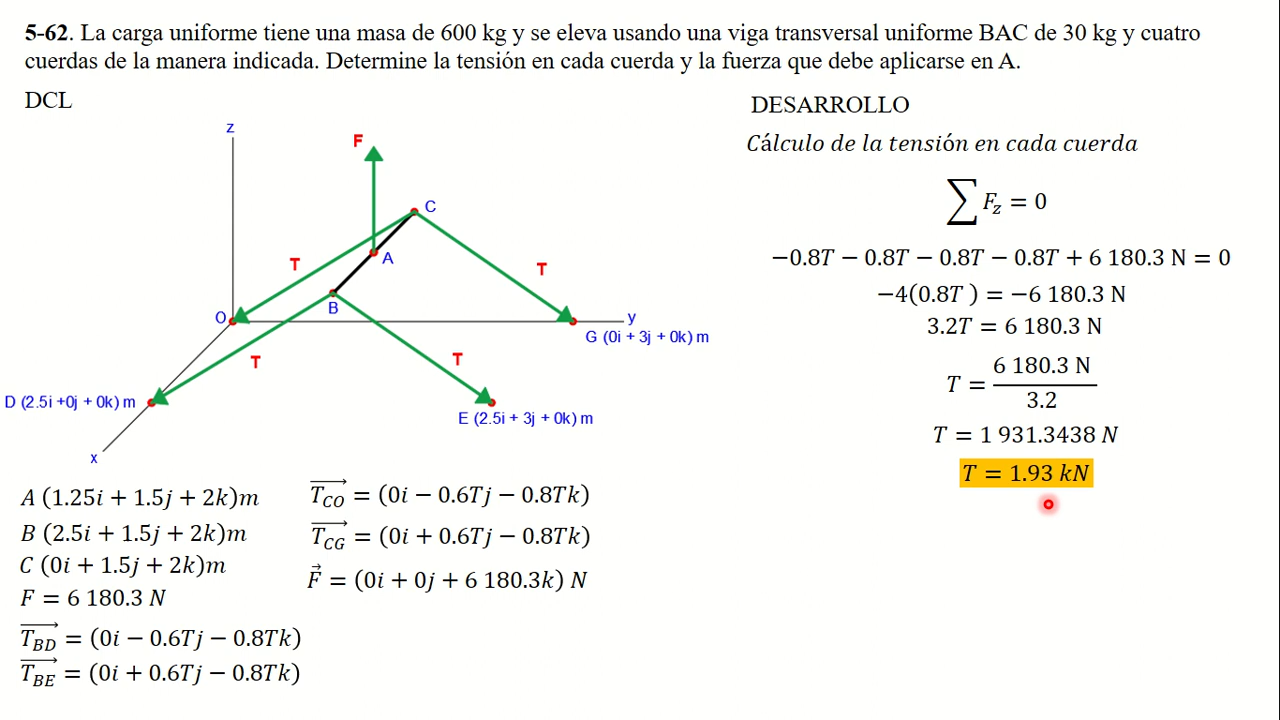 5-62. La carga uniforme tiene una masa de 600 kg y se eleva usando una viga transversal uniforme BAC de 30 kg y cuatro
cuerdas de la manera indicada. Determine la tensión en cada cuerda y la fuerza que debe aplicarse en A.
DCL
z
F
C
T
A
T
B
O
y
G (0i + 3j + 0k) m
T
T
D (2.5i +0j + 0k) m
E (2.5i + 3j + 0k) m
x
A (1.25i + 1.5j + 2k)m
B (2.5i + 1.5j + 2k)m
C (0i + 1.5j + 2k)m
F = 6 180.3 N
T_BD = (0i − 0.6Tj − 0.8Tk)
T_BE = (0i + 0.6Tj − 0.8Tk)
T_CO = (0i − 0.6Tj − 0.8Tk)
T_CG = (0i + 0.6Tj − 0.8Tk)
F = (0i + 0j + 6 180.3k) N
DESARROLLO
Cálculo de la tensión en cada cuerda
∑ F_z = 0
−0.8T − 0.8T − 0.8T − 0.8T + 6 180.3 N = 0
−4(0.8T ) = −6 180.3 N
3.2T = 6 180.3 N
T = 6 180.3 N / 3.2
T = 1 931.3438 N
T = 1.93 kN